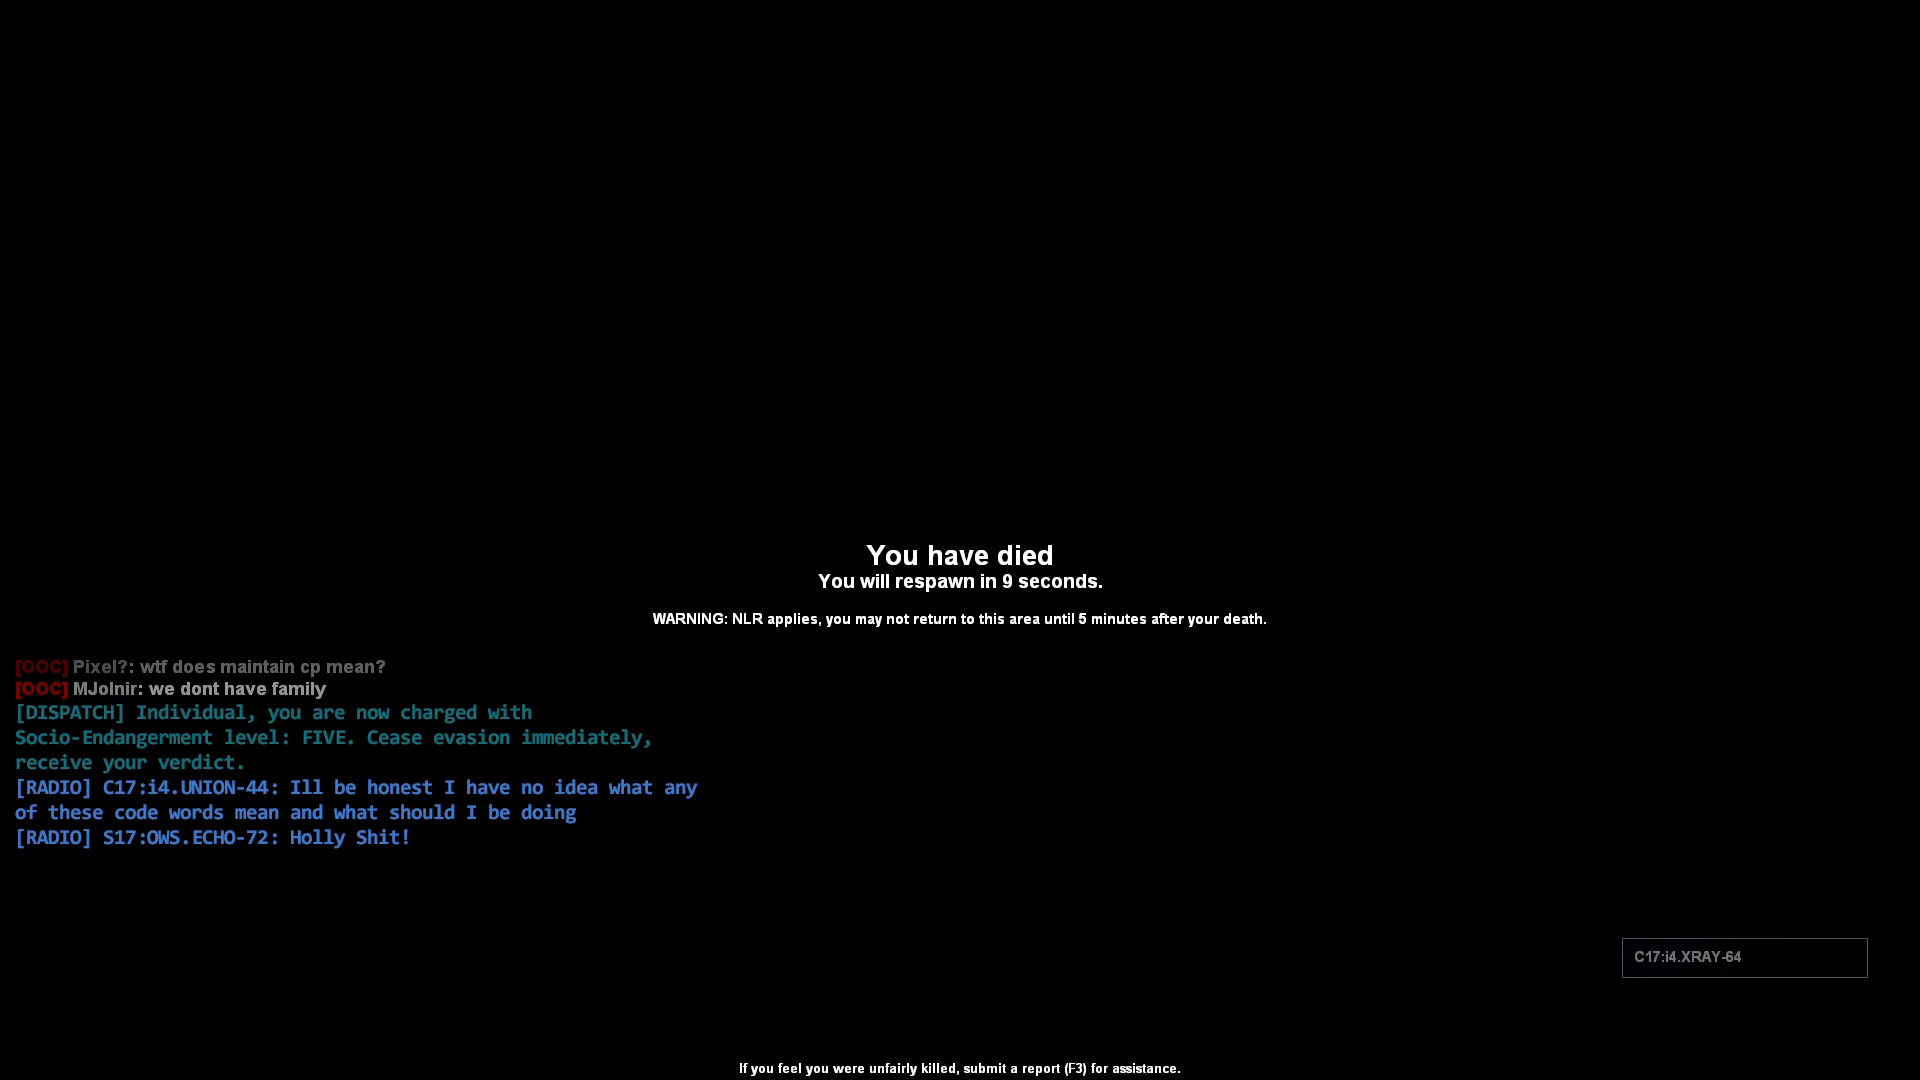 You have died
You will respawn in 9 seconds.
WARNING: NLR applies, you may not return to this area until 5 minutes after your death.
[OOC] Pixel?: wtf does maintain cp mean?
[OOC] MJolnir: we dont have family
[DISPATCH] Individual, you are now charged with
Socio-Endangerment level: FIVE. Cease evasion immediately,
receive your verdict.
[RADIO] C17:i4.UNION-44: Ill be honest I have no idea what any
of these code words mean and what should I be doing
[RADIO] S17:OWS.ECHO-72: Holly Shit!
C17:i4.XRAY-64
If you feel you were unfairly killed, submit a report (F3) for assistance.